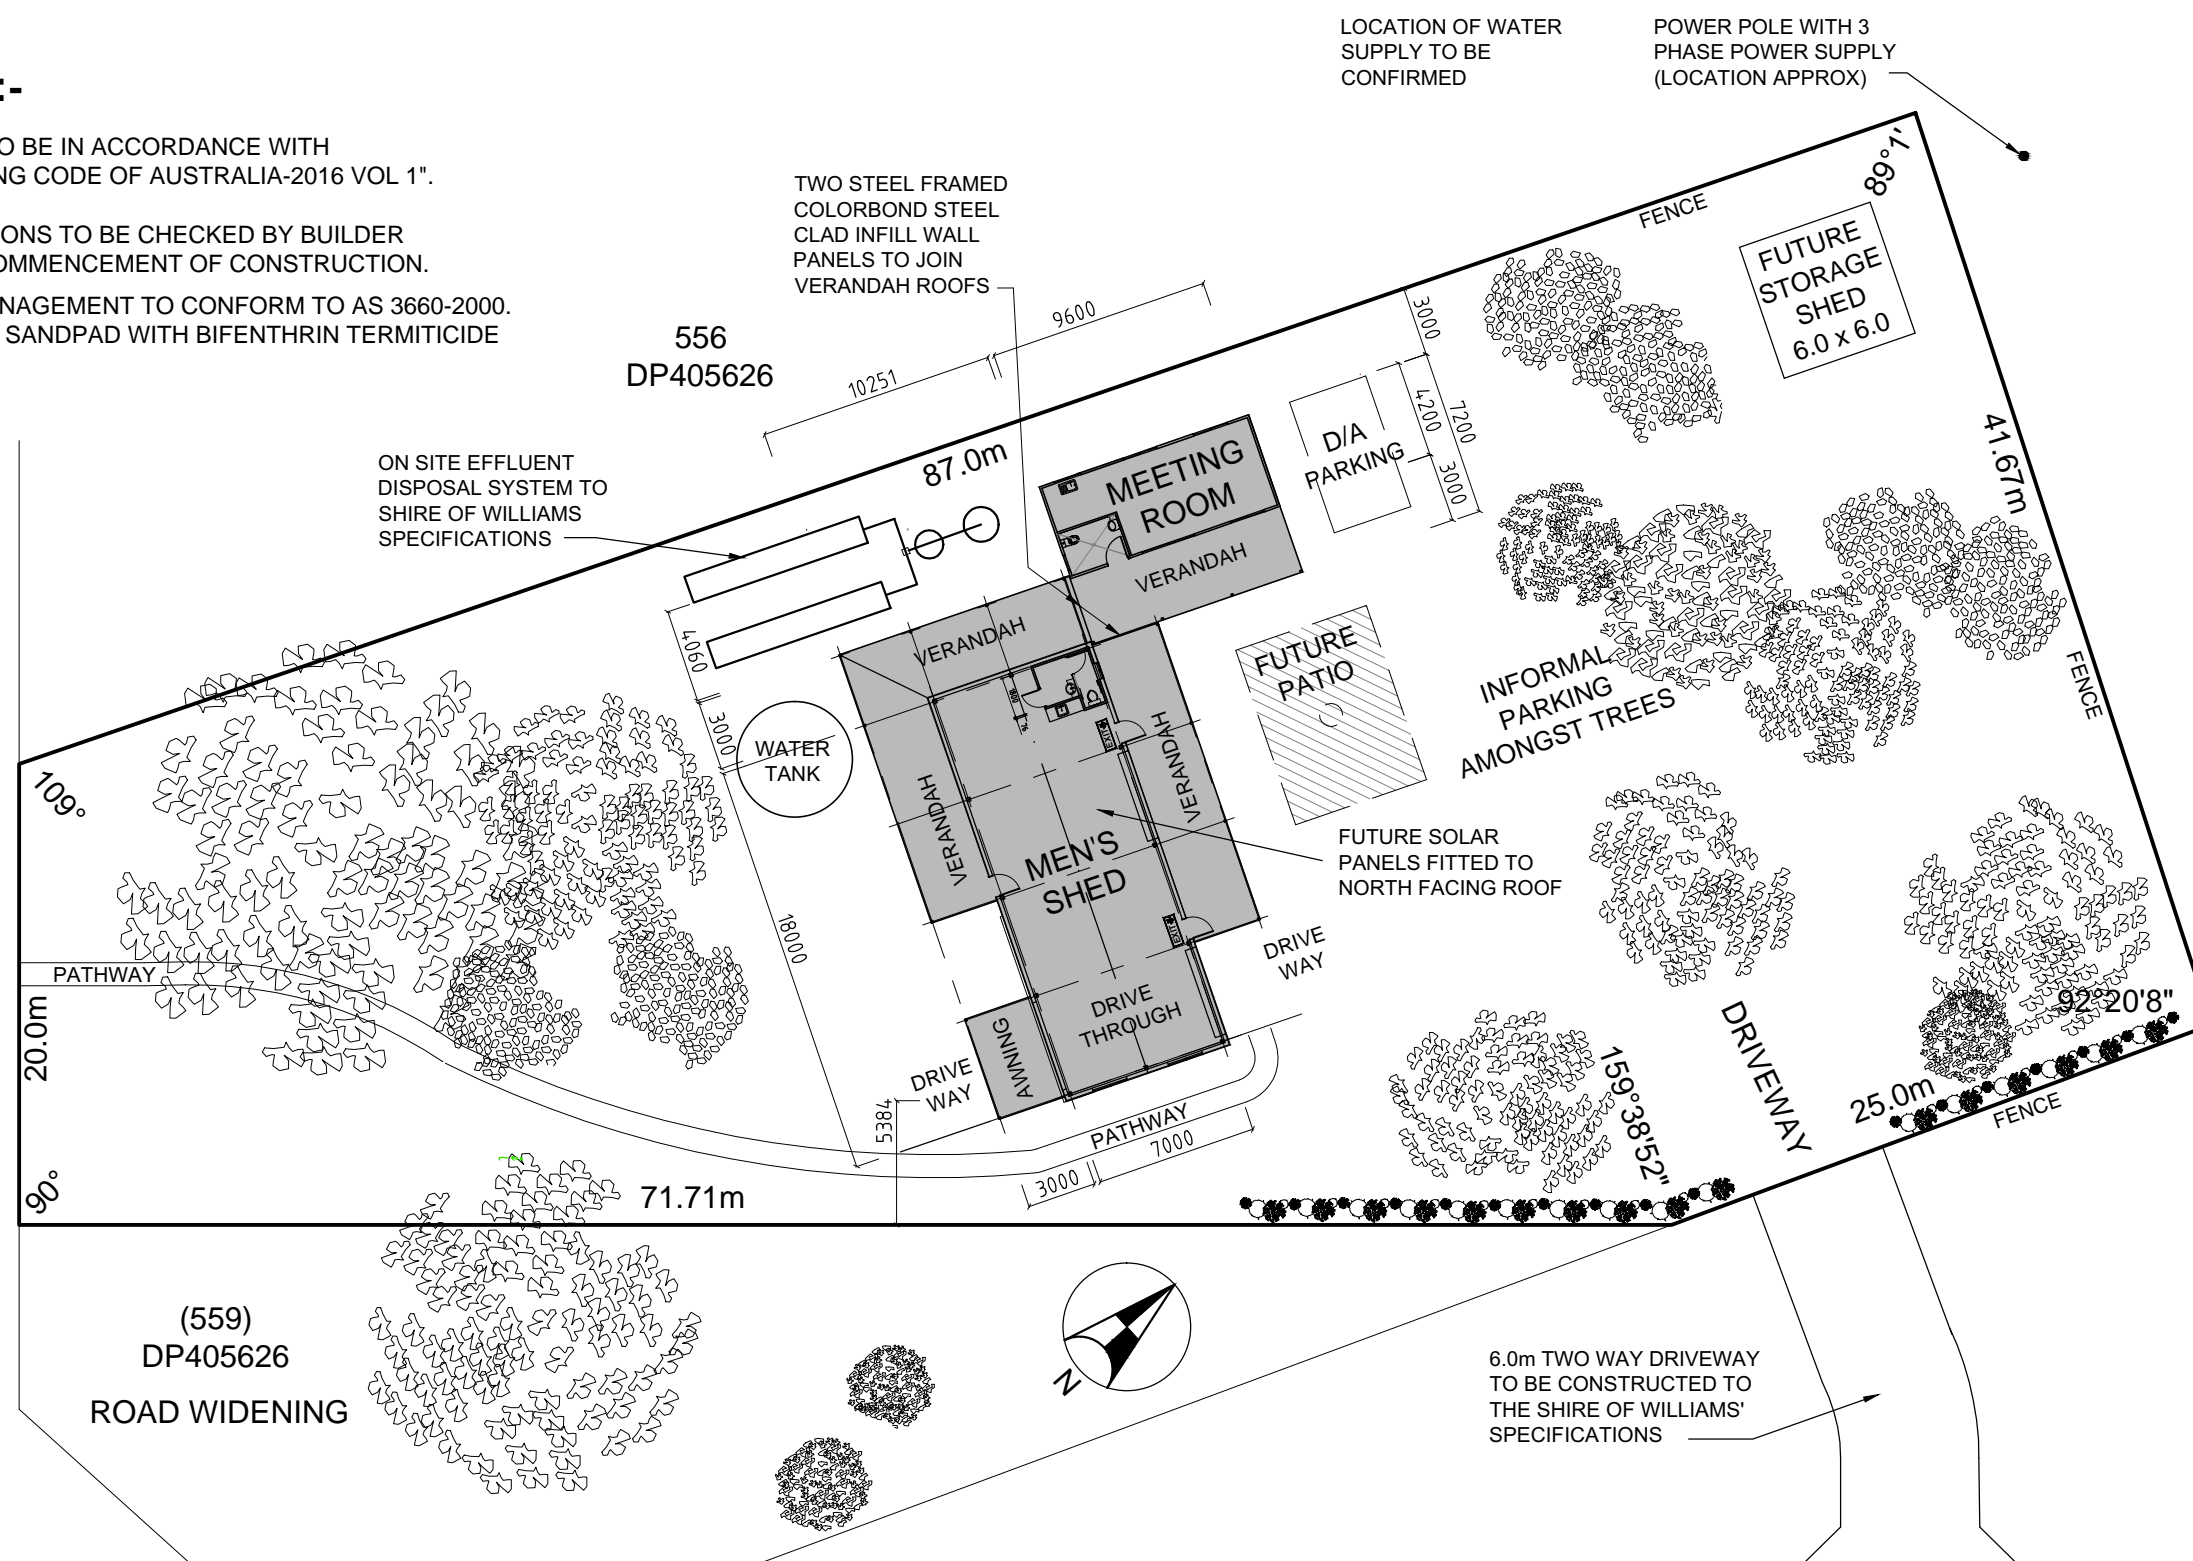 :-
O BE IN ACCORDANCE WITH
NG CODE OF AUSTRALIA-2016 VOL 1".
ONS TO BE CHECKED BY BUILDER
OMMENCEMENT OF CONSTRUCTION.
NAGEMENT TO CONFORM TO AS 3660-2000.
SANDPAD WITH BIFENTHRIN TERMITICIDE
LOCATION OF WATER
SUPPLY TO BE
CONFIRMED
POWER POLE WITH 3
PHASE POWER SUPPLY
(LOCATION APPROX)
TWO STEEL FRAMED
COLORBOND STEEL
CLAD INFILL WALL
PANELS TO JOIN
VERANDAH ROOFS
556
DP405626
10251
9600
87.0m
FENCE
89°1'
FUTURE
STORAGE
SHED
6.0 x 6.0
3000
4200
7200
3000
D/A
PARKING
41.67m
FENCE
ON SITE EFFLUENT
DISPOSAL SYSTEM TO
SHIRE OF WILLIAMS
SPECIFICATIONS
MEETING
ROOM
VERANDAH
VERANDAH
4060
3000
WATER
TANK
18000
VERANDAH
VERANDAH
EXIT
EXIT
MEN'S
SHED
FUTURE
PATIO
INFORMAL
PARKING
AMONGST TREES
FUTURE SOLAR
PANELS FITTED TO
NORTH FACING ROOF
109°
PATHWAY
20.0m
90°
DRIVE
WAY
DRIVE
THROUGH
AWNING
DRIVE
WAY
5384
PATHWAY
7000
3000
71.71m
159°38'52"
DRIVEWAY
25.0m
FENCE
92°20'8"
(559)
DP405626
ROAD WIDENING
N
6.0m TWO WAY DRIVEWAY
TO BE CONSTRUCTED TO
THE SHIRE OF WILLIAMS'
SPECIFICATIONS